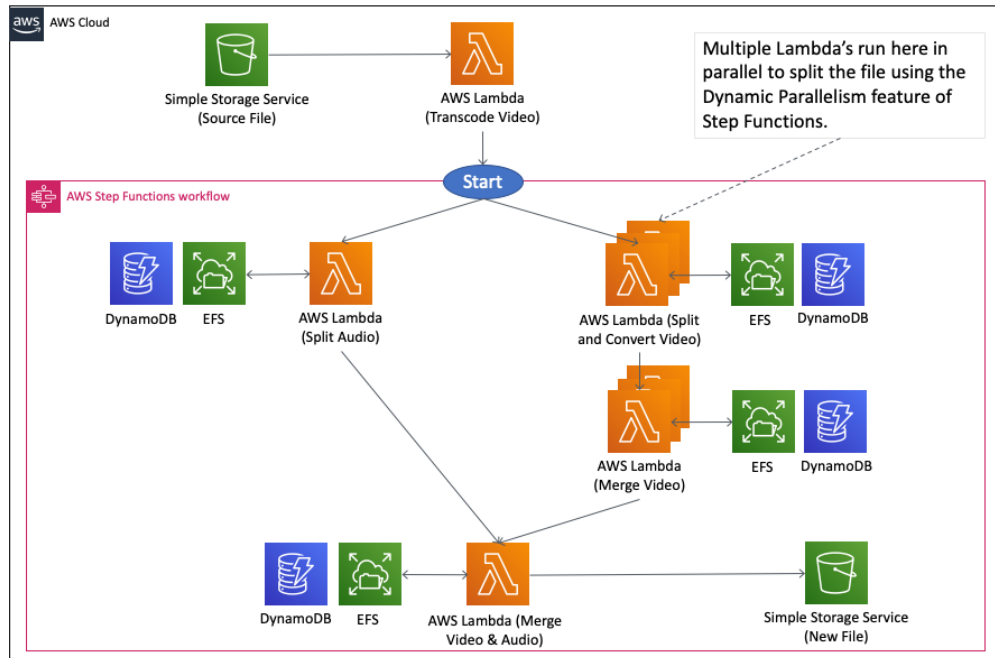 aws
AWS Cloud
Simple Storage Service
(Source File)
AWS Lambda
(Transcode Video)
Multiple Lambda's run here in
parallel to split the file using the
Dynamic Parallelism feature of
Step Functions.
Start
AWS Step Functions workflow
DynamoDB
EFS
AWS Lambda
(Split Audio)
AWS Lambda (Split
and Convert Video)
EFS
DynamoDB
AWS Lambda
(Merge Video)
EFS
DynamoDB
DynamoDB
EFS
AWS Lambda (Merge
Video & Audio)
Simple Storage Service
(New File)